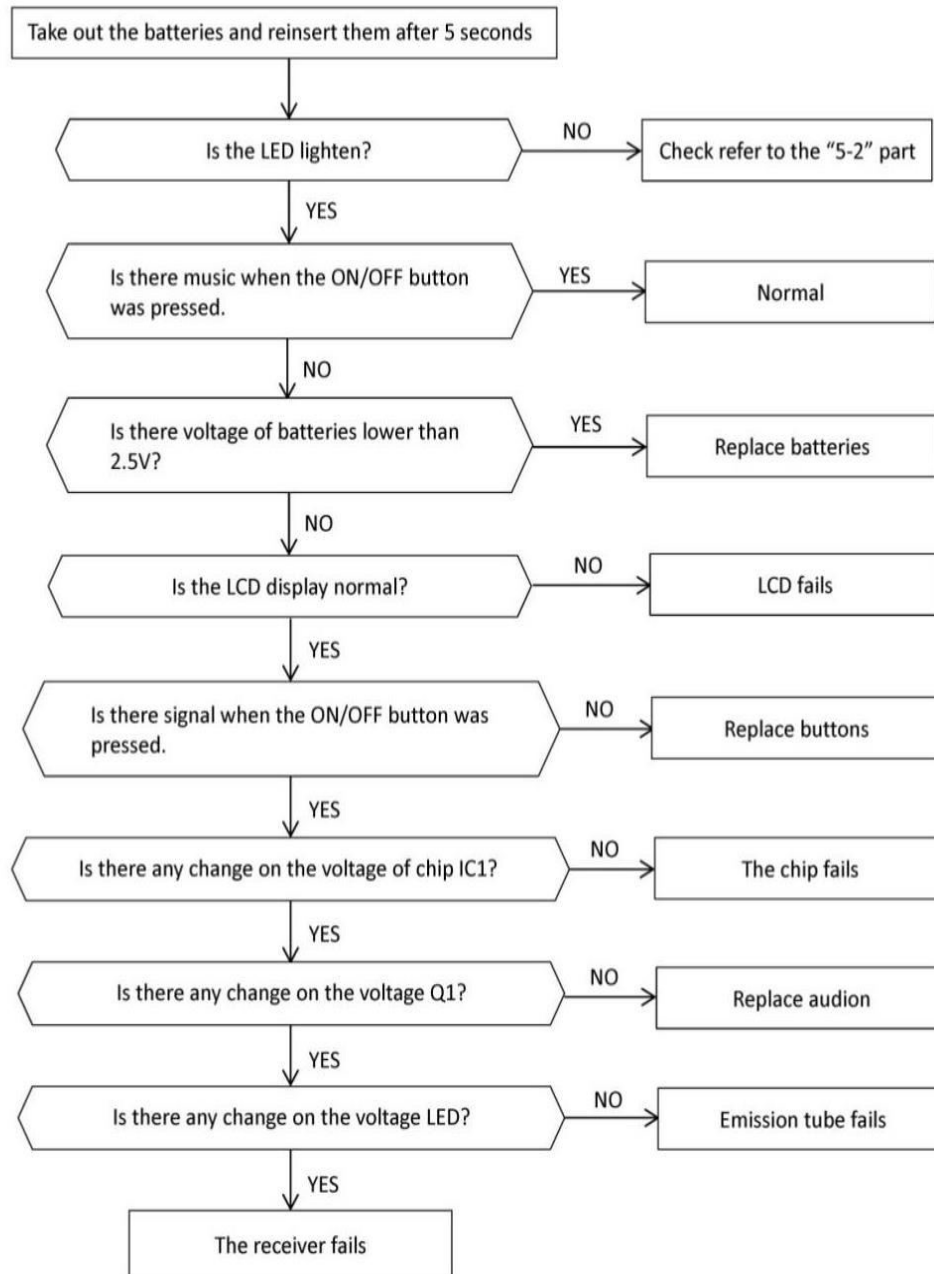 Take out the batteries and reinsert them after 5 seconds
Is the LED lighten?
NO
Check refer to the “5-2” part
YES
Is there music when the ON/OFF button
was pressed.
YES
Normal
NO
Is there voltage of batteries lower than
2.5V?
YES
Replace batteries
NO
Is the LCD display normal?
NO
LCD fails
YES
Is there signal when the ON/OFF button was
pressed.
NO
Replace buttons
YES
Is there any change on the voltage of chip IC1?
NO
The chip fails
YES
Is there any change on the voltage Q1?
NO
Replace audion
YES
Is there any change on the voltage LED?
NO
Emission tube fails
YES
The receiver fails